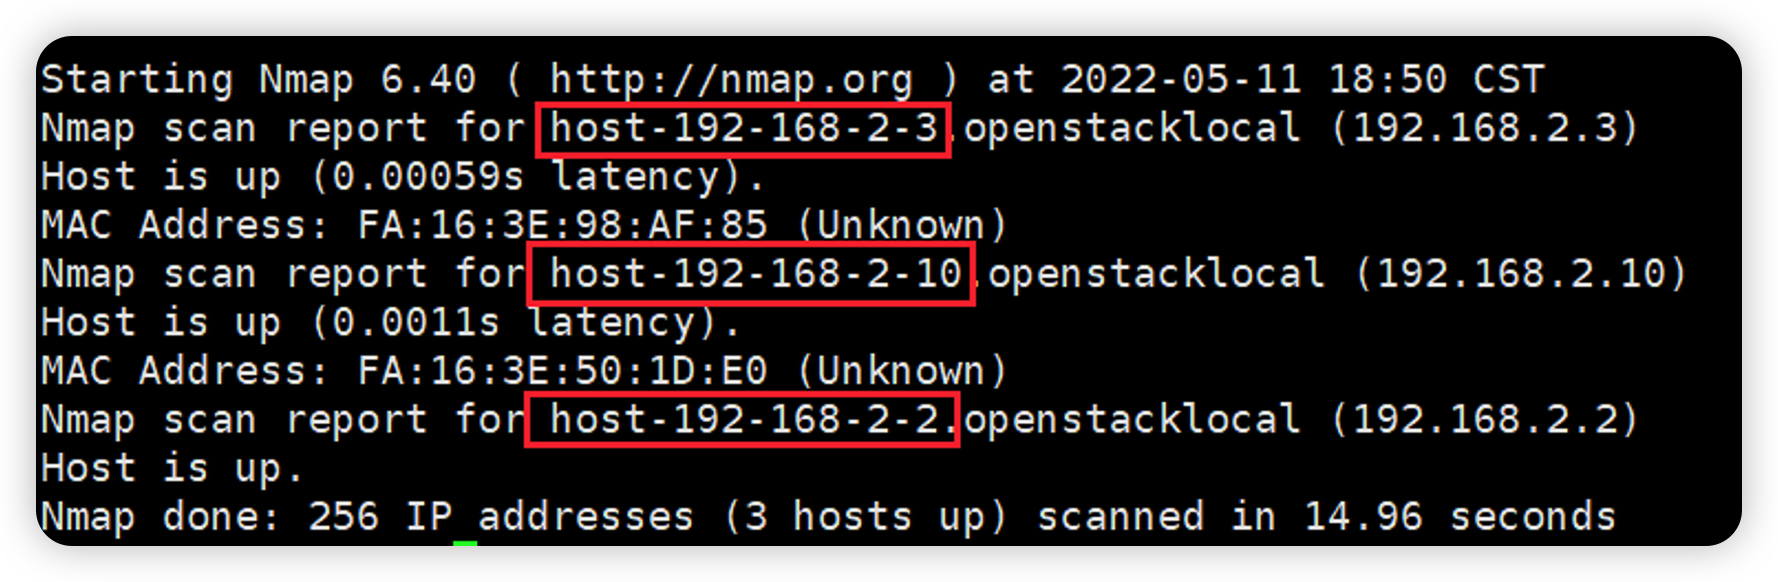 Starting Nmap 6.40 ( http://nmap.org ) at 2022-05-11 18:50 CST
Nmap scan report for host-192-168-2-3.openstacklocal (192.168.2.3)
Host is up (0.00059s latency).
MAC Address: FA:16:3E:98:AF:85 (Unknown)
Nmap scan report for host-192-168-2-10.openstacklocal (192.168.2.10)
Host is up (0.0011s latency).
MAC Address: FA:16:3E:50:1D:E0 (Unknown)
Nmap scan report for host-192-168-2-2.openstacklocal (192.168.2.2)
Host is up.
Nmap done: 256 IP addresses (3 hosts up) scanned in 14.96 seconds